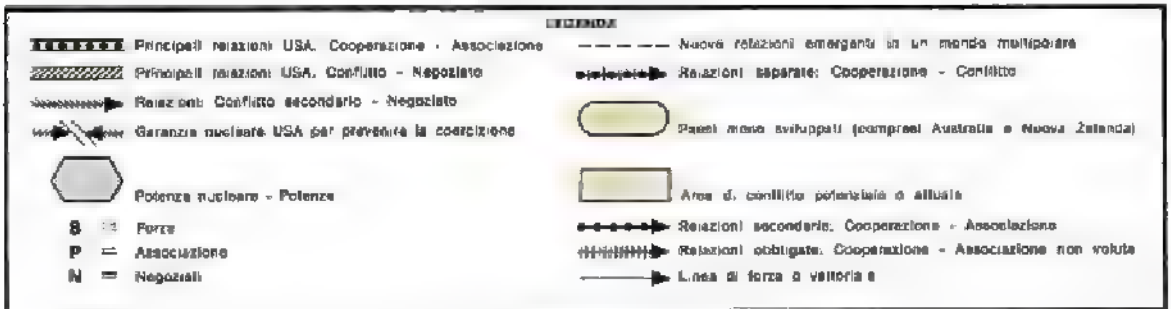 LEGENDA
Principali relazioni USA. Cooperazione - Associazione
Principali relazioni USA. Conflitto - Negoziato
Relazioni: Conflitto secondario - Negoziato
Garanzia nucleare USA per prevenire la coercizione
Potenza nucleare - Potenze
S = Forza
P = Associazione
N = Negoziati
Nuove relazioni emergenti in un mondo multipolare
Relazioni separate: Cooperazione - Conflitto
Paesi meno sviluppati (compresi Australia e Nuova Zelanda)
Area di conflitto potenziale o attuale
Relazioni secondarie. Cooperazione - Associazione
Relazioni obbligate. Cooperazione - Associazione non volute
Linea di forza o vettoriale